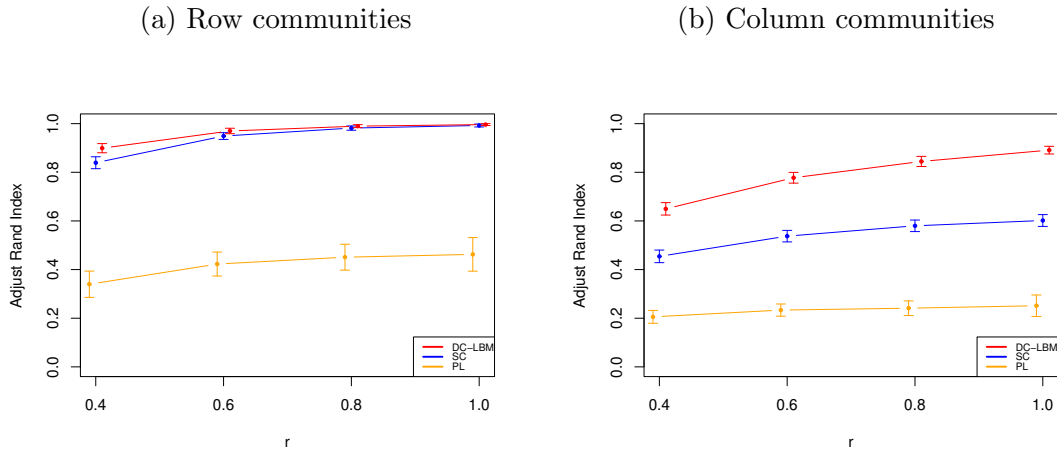 (a) Row communities
Adjust Rand Index
1.0
0.8
0.6
0.4
0.2
0.0
DC−LBM
SC
PL
0.4 0.6 0.8 1.0
r
(b) Column communities
Adjust Rand Index
1.0
0.8
0.6
0.4
0.2
0.0
DC−LBM
SC
PL
0.4 0.6 0.8 1.0
r